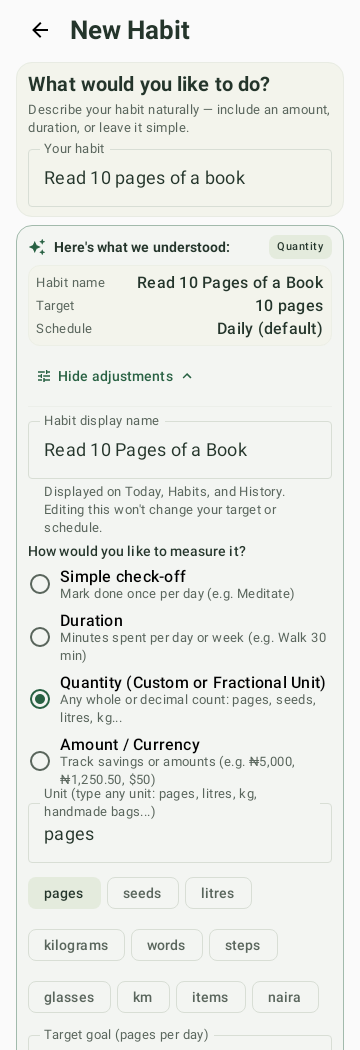 New Habit
What would you like to do?
Describe your habit naturally — include an amount,
duration, or leave it simple.
Your habit
Read 10 pages of a book
Here's what we understood:
Quantity
Habit name Read 10 Pages of a Book
Target 10 pages
Schedule Daily (default)
Hide adjustments
Habit display name
Read 10 Pages of a Book
Displayed on Today, Habits, and History.
Editing this won't change your target or
schedule.
How would you like to measure it?
Simple check-off
Mark done once per day (e.g. Meditate)
Duration
Minutes spent per day or week (e.g. Walk 30
min)
Quantity (Custom or Fractional Unit)
Any whole or decimal count: pages, seeds,
litres, kg...
Amount / Currency
Track savings or amounts (e.g. ₦5,000,
₦1,250.50, $50)
Unit (type any unit: pages, litres, kg,
handmade bags...)
pages
pages seeds litres
kilograms words steps
glasses km items naira
Target goal (pages per day)